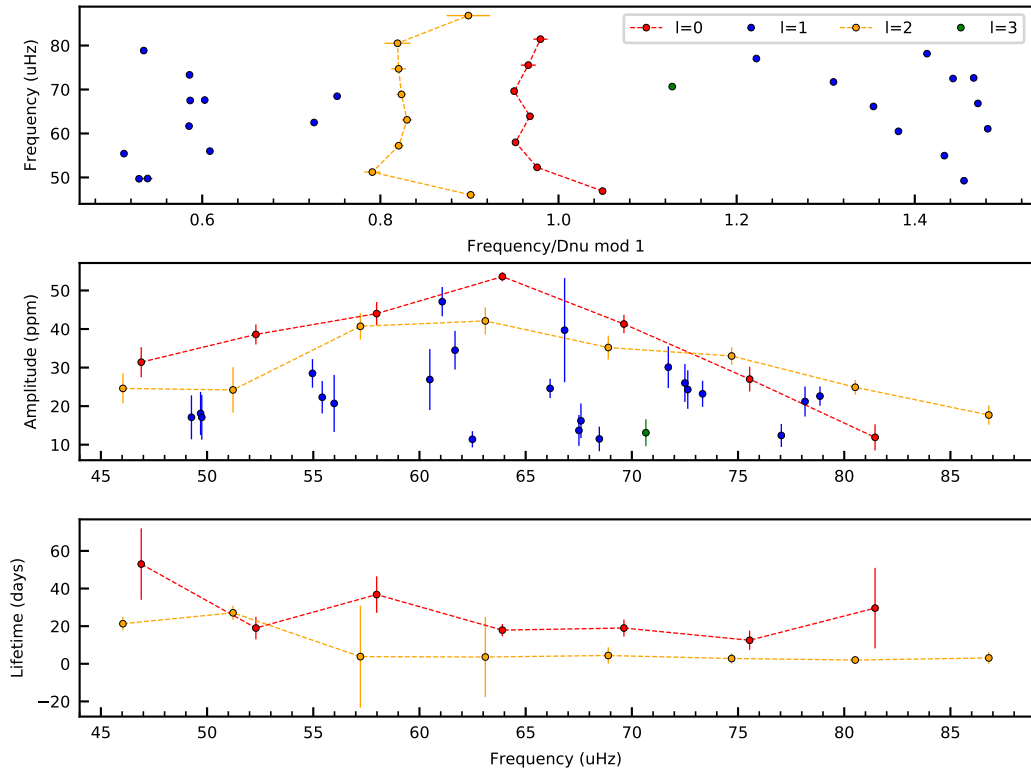 l=0 l=1 l=2 l=3
Frequency (uHz)
80
70
60
50
0.6 0.8 1.0 1.2 1.4
Frequency/Dnu mod 1
Amplitude (ppm)
50
40
30
20
10
45 50 55 60 65 70 75 80 85
Lifetime (days)
60
40
20
0
−20
45 50 55 60 65 70 75 80 85
Frequency (uHz)